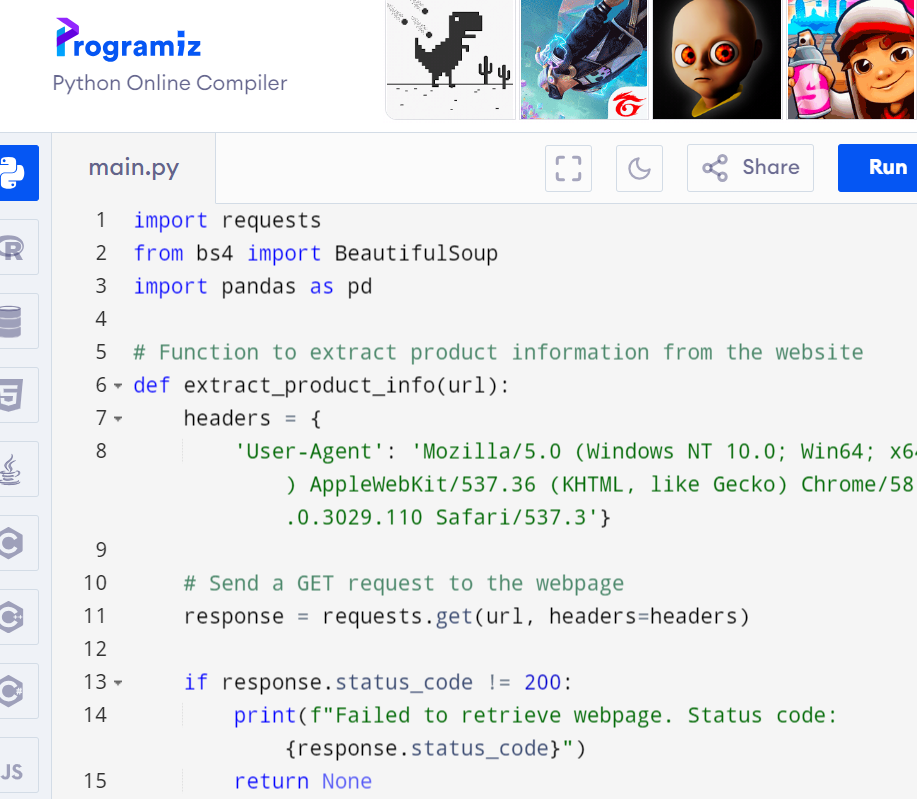 Programiz
Python Online Compiler
main.py
Share
Run
1 import requests
2 from bs4 import BeautifulSoup
3 import pandas as pd
4
5 # Function to extract product information from the website
6 def extract_product_info(url):
7 headers = {
8 'User-Agent': 'Mozilla/5.0 (Windows NT 10.0; Win64; x64
) AppleWebKit/537.36 (KHTML, like Gecko) Chrome/58
.0.3029.110 Safari/537.3'}
9
10 # Send a GET request to the webpage
11 response = requests.get(url, headers=headers)
12
13 if response.status_code != 200:
14 print(f"Failed to retrieve webpage. Status code:
{response.status_code}")
15 return None
R
5
C
C
C#
JS